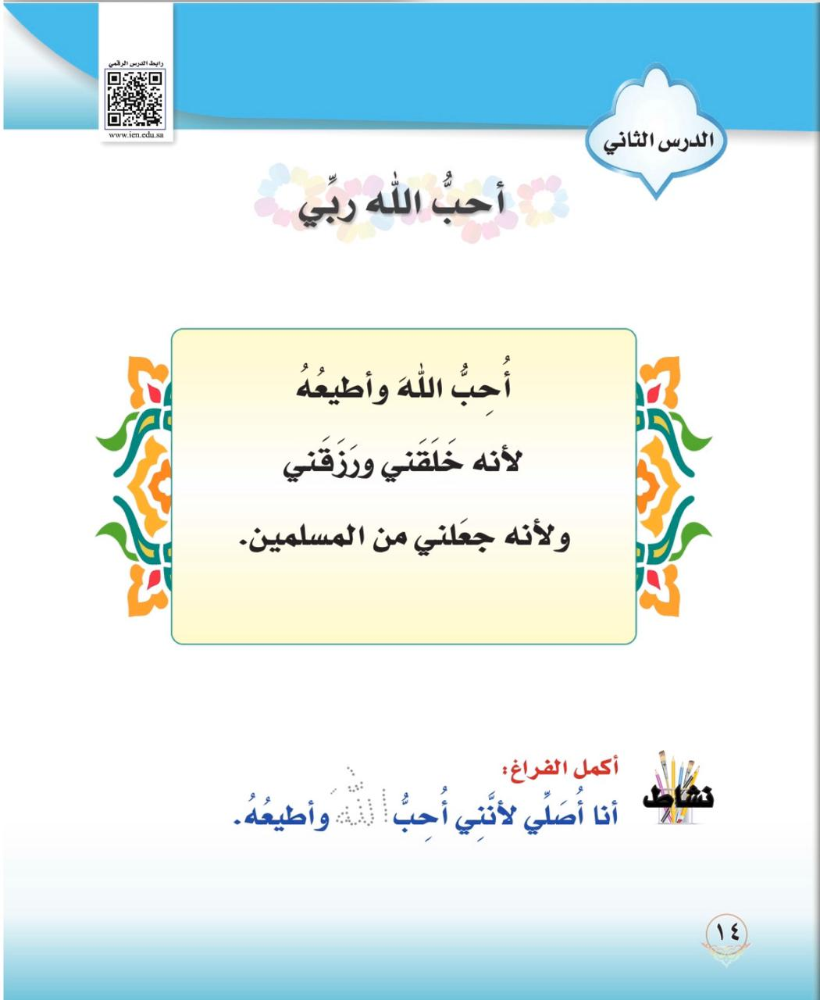 رابط الدرس الرقمي
www.ien.edu.sa
الدرس الثاني
أحبُّ الله ربِّي
أُحِبُّ اللهَ وأطيعُهُ
لأنه خَلَقَني ورَزَقَني
ولأنه جعَلني من المسلمين.
نشاط
أكمل الفراغ:
أنا أُصَلِّي لأنَّنِي أُحِبُّ اللهَ وأطيعُهُ.
١٤